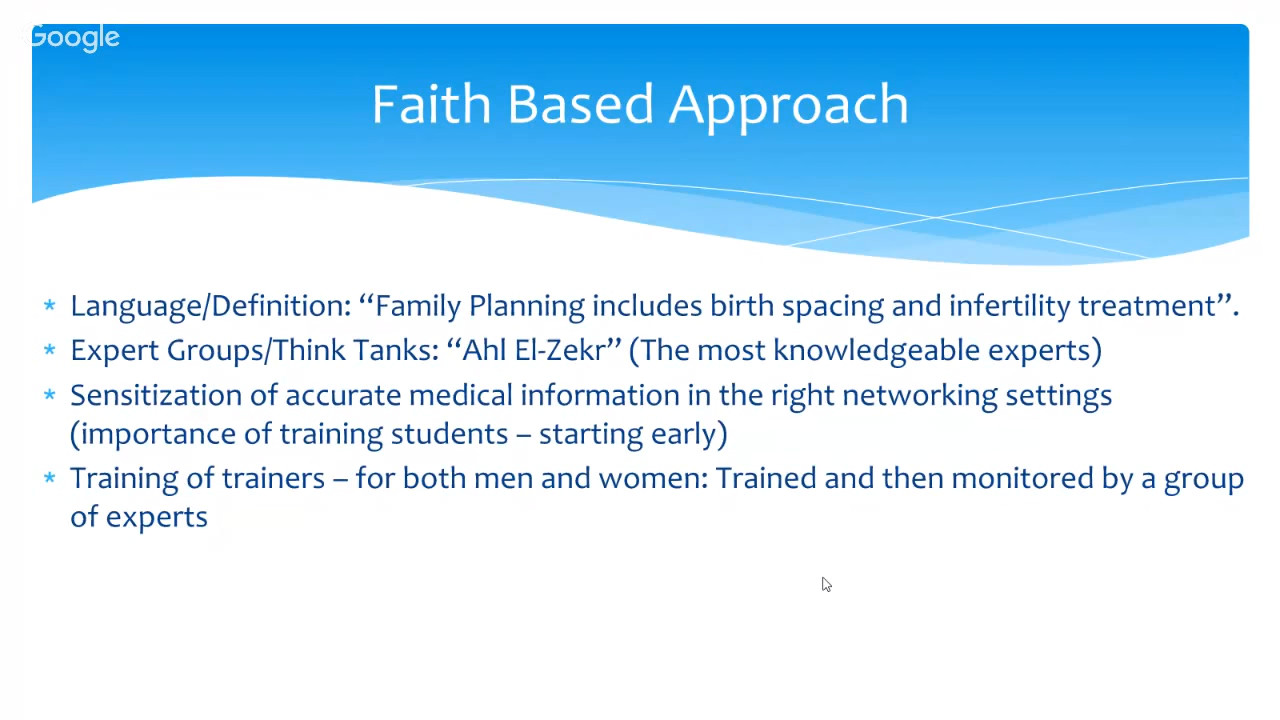 Google
Faith Based Approach
* Language/Definition: “Family Planning includes birth spacing and infertility treatment”.
* Expert Groups/Think Tanks: “Ahl El-Zekr” (The most knowledgeable experts)
* Sensitization of accurate medical information in the right networking settings
(importance of training students – starting early)
* Training of trainers – for both men and women: Trained and then monitored by a group
of experts